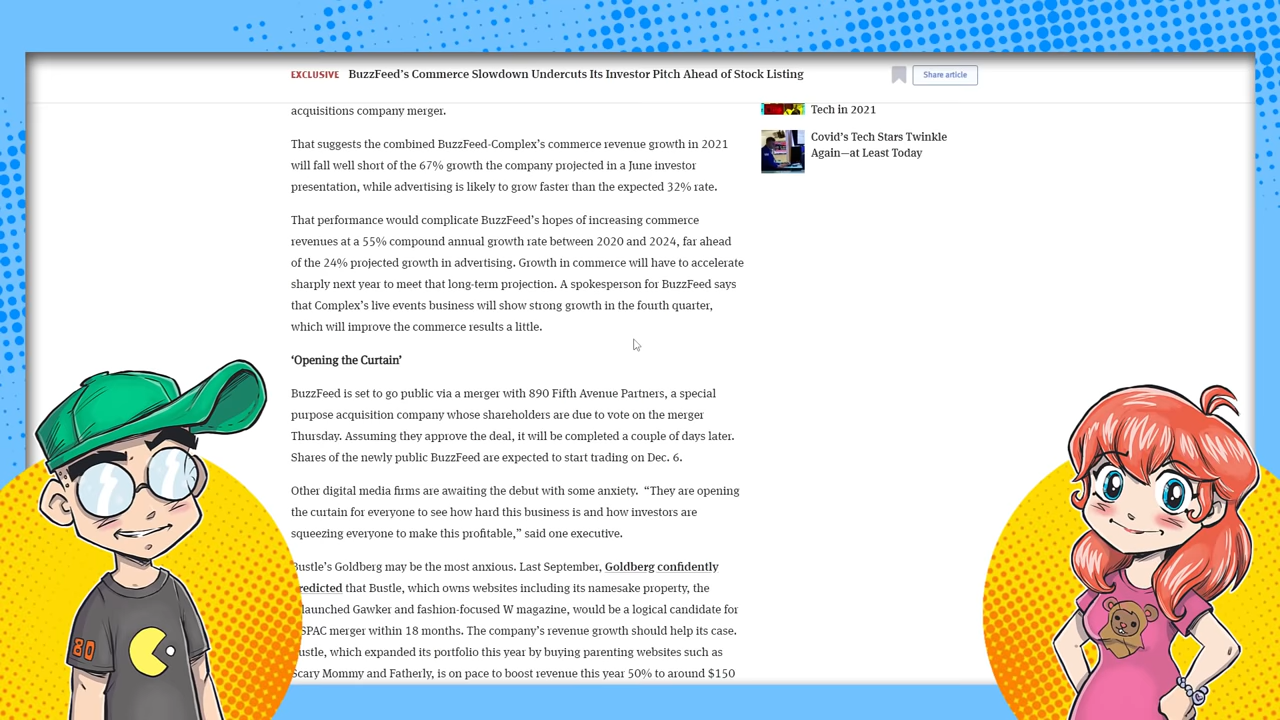 EXCLUSIVE BuzzFeed's Commerce Slowdown Undercuts Its Investor Pitch Ahead of Stock Listing
Share article
acquisitions company merger.
That suggests the combined BuzzFeed-Complex's commerce revenue growth in 2021
will fall well short of the 67% growth the company projected in a June investor
presentation, while advertising is likely to grow faster than the expected 32% rate.
That performance would complicate BuzzFeed's hopes of increasing commerce
revenues at a 55% compound annual growth rate between 2020 and 2024, far ahead
of the 24% projected growth in advertising. Growth in commerce will have to accelerate
sharply next year to meet that long-term projection. A spokesperson for BuzzFeed says
that Complex's live events business will show strong growth in the fourth quarter,
which will improve the commerce results a little.
'Opening the Curtain'
BuzzFeed is set to go public via a merger with 890 Fifth Avenue Partners, a special
purpose acquisition company whose shareholders are due to vote on the merger
Thursday. Assuming they approve the deal, it will be completed a couple of days later.
Shares of the newly public BuzzFeed are expected to start trading on Dec. 6.
Other digital media firms are awaiting the debut with some anxiety. "They are opening
the curtain for everyone to see how hard this business is and how investors are
squeezing everyone to make this profitable," said one executive.
Bustle's Goldberg may be the most anxious. Last September, Goldberg confidently
predicted that Bustle, which owns websites including its namesake property, the
launched Gawker and fashion-focused W magazine, would be a logical candidate for
SPAC merger within 18 months. The company's revenue growth should help its case.
Bustle, which expanded its portfolio this year by buying parenting websites such as
Scary Mommy and Fatherly, is on pace to boost revenue this year 50% to around $150
Tech in 2021
Covid's Tech Stars Twinkle
Again—at Least Today
80